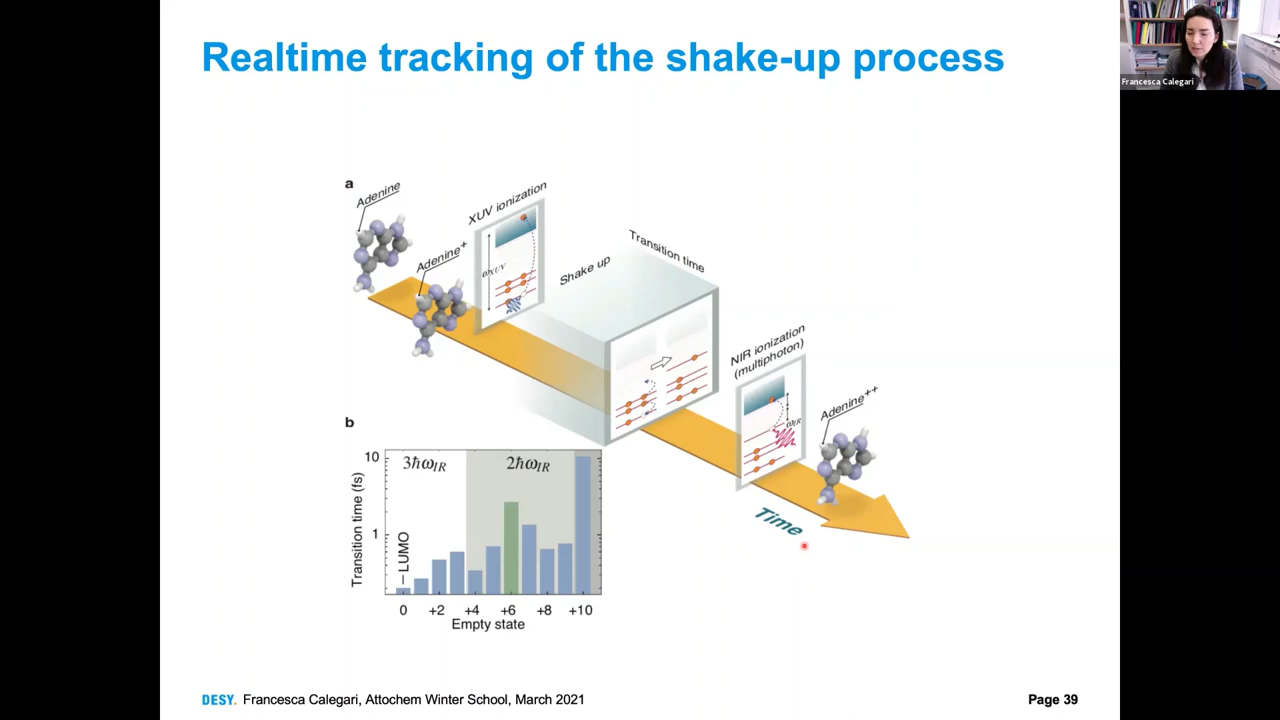 Realtime tracking of the shake-up process
Francesca Calegari
a
Adenine
XUV ionization
Adenine+
ωXUV
Shake up
Transition time
NIR ionization
(multiphoton)
ωIR
Adenine++
Time
b
3ħωIR
2ħωIR
10
1
Transition time (fs)
LUMO
0 +2 +4 +6 +8 +10
Empty state
DESY. Francesca Calegari, Attochem Winter School, March 2021
Page 39